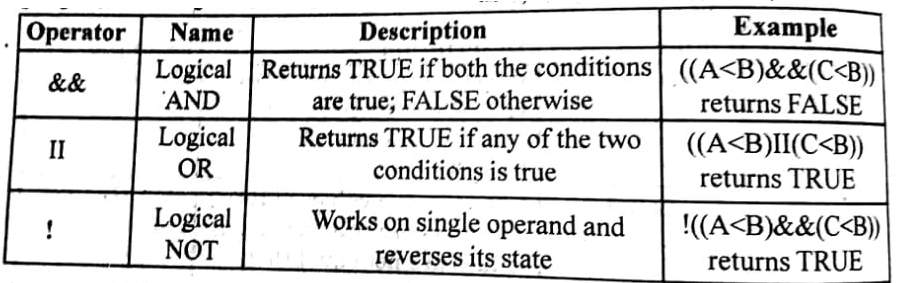 Operator Name Description Example
&& Logical AND Returns TRUE if both the conditions are true; FALSE otherwise ((A<B)&&(C<B)) returns FALSE
II Logical OR Returns TRUE if any of the two conditions is true ((A<B)II(C<B)) returns TRUE
! Logical NOT Works on single operand and reverses its state !((A<B)&&(C<B)) returns TRUE